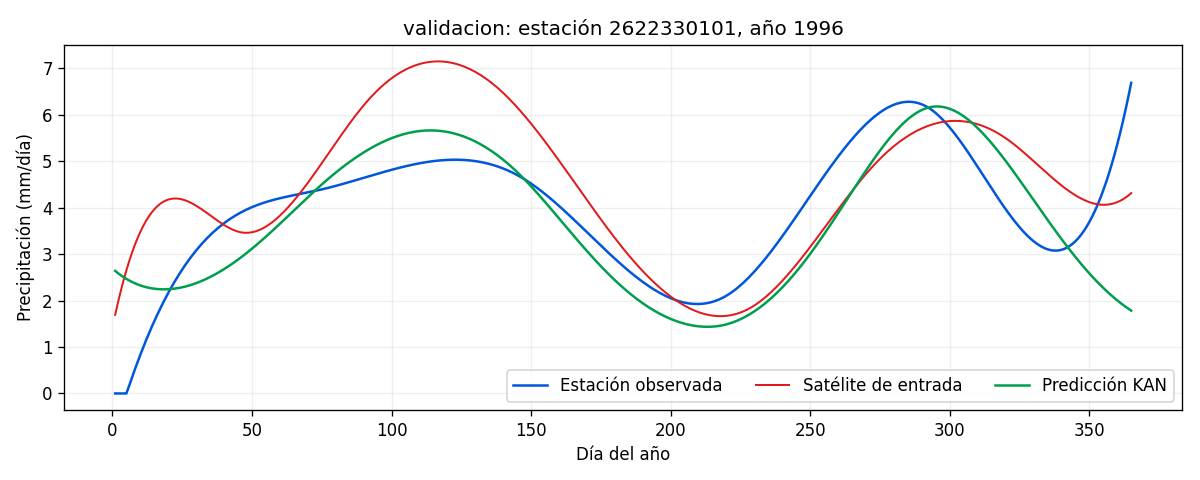 validacion: estación 2622330101, año 1996
Precipitación (mm/día)
7
6
5
4
3
2
1
0
Estación observada
Satélite de entrada
Predicción KAN
0
50
100
150
200
250
300
350
Día del año